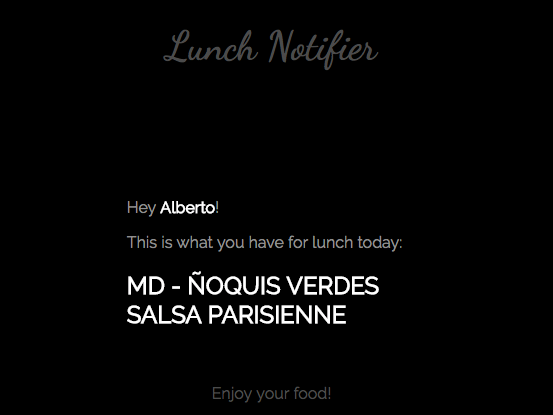 Lunch Notifier
Hey Alberto!
This is what you have for lunch today:
MD - ÑOQUIS VERDES
SALSA PARISIENNE
Enjoy your food!